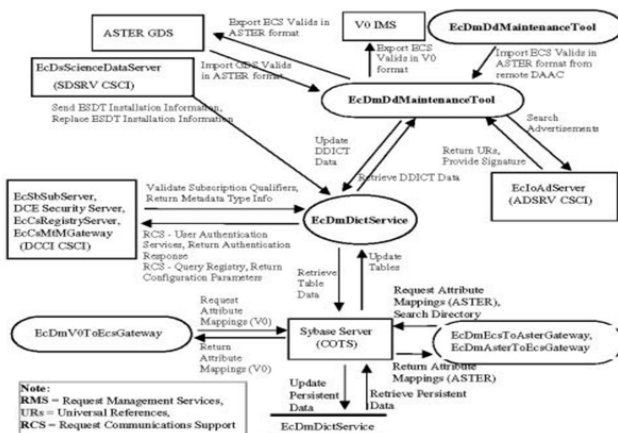 ASTER GDS
Export ECS Valids
in ASTER
format
V0 IMS
EcDmDdMaintenanceTool
Export ECS
Valids in V0
format
Import ECS Valids in
ASTER format from
remote DAAC
EcDsScienceDataServer
(SDSRV CSCI)
Import GDS Valids
in ASTER format
EcDmDdMaintenanceTool
Send ESDT Installation Information,
Replace ESDT Installation Information
Search
Advertisements
Update
DDICT
Data
Return URs,
Provide Signature
Retrieve DDICT Data
EcIoAdServer
(ADSRV CSCI)
EcSbSubServer,
DCE Security Server,
EcCsRegistryServer,
EcCsMtMGateway
(DCCI CSCI)
Validate Subscription Qualifiers,
Return Metadata Type Info
EcDmDictService
RCS - User Authentication
Services, Return Authentication
Response
RCS - Query Registry, Return
Configuration Parameters
Retrieve
Table
Data
Update
Tables
Request Attribute
Mappings (ASTER),
Search Directory
Request
Attribute
Mappings (V0)
EcDmV0ToEcsGateway
Sybase Server
(COTS)
EcDmEcsToAsterGateway,
EcDmAsterToEcsGateway
Return
Attribute
Mappings (V0)
Return Attribute
Mappings (ASTER)
Update
Persistent
Data
Retrieve Persistent
Data
EcDmDictService
Note:
RMS = Request Management Services,
URs = Universal References,
RCS = Request Communications Support